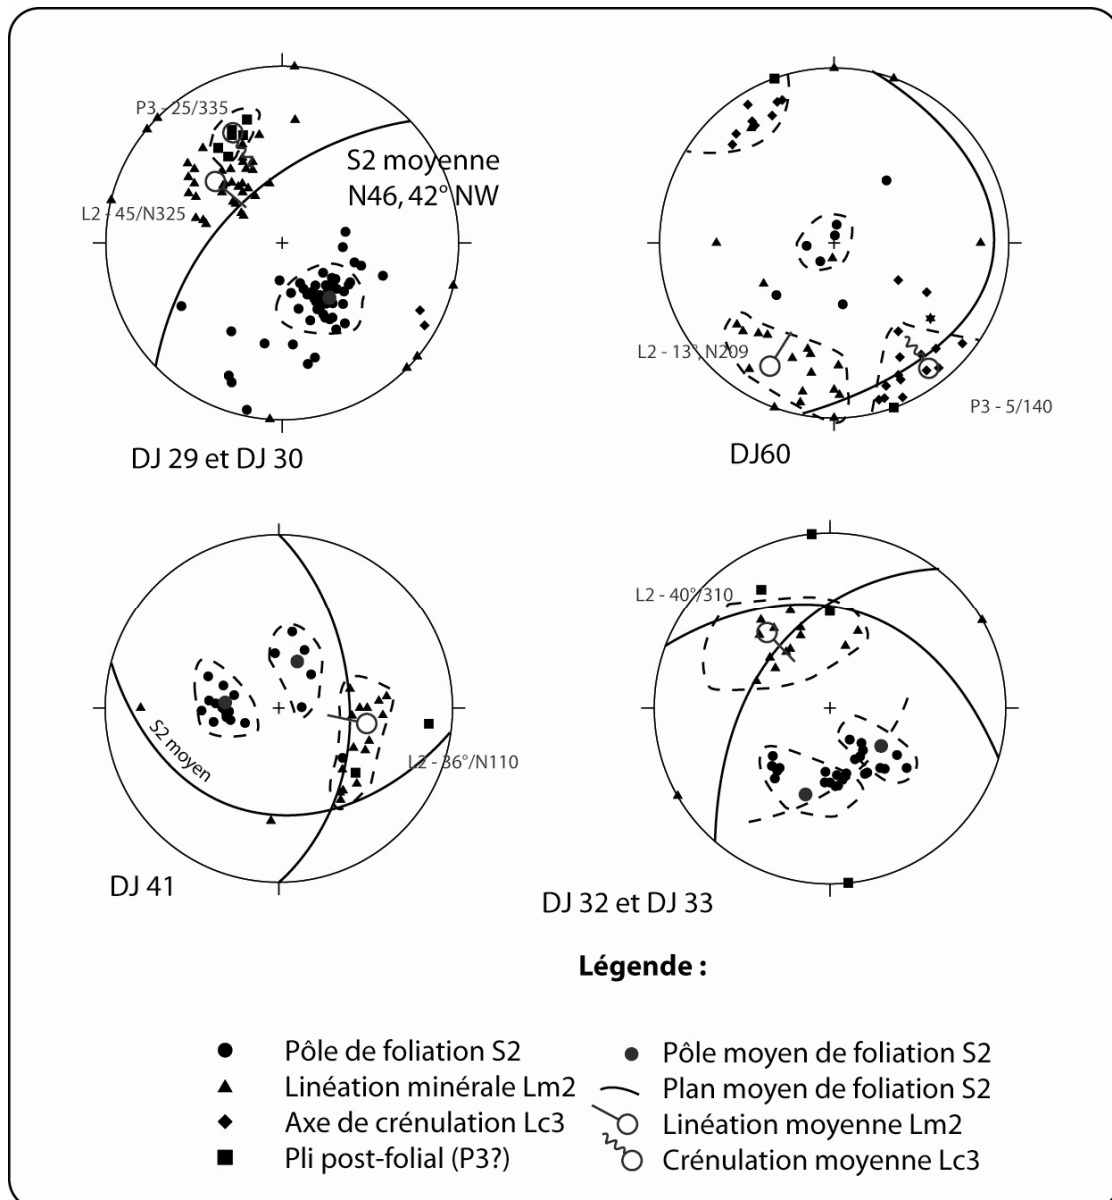 P3 - 25/335
S2 moyenne
N46, 42° NW
L2 - 45/N325
DJ 29 et DJ 30
L2 - 13°, N209
P3 - 5/140
DJ60
S2 moyen
L2 - 36°/N110
DJ 41
L2 - 40°/310
DJ 32 et DJ 33
Légende :
Pôle de foliation S2
Linéation minérale Lm2
Axe de crénulation Lc3
Pli post-folial (P3?)
Pôle moyen de foliation S2
Plan moyen de foliation S2
Linéation moyenne Lm2
Crénulation moyenne Lc3